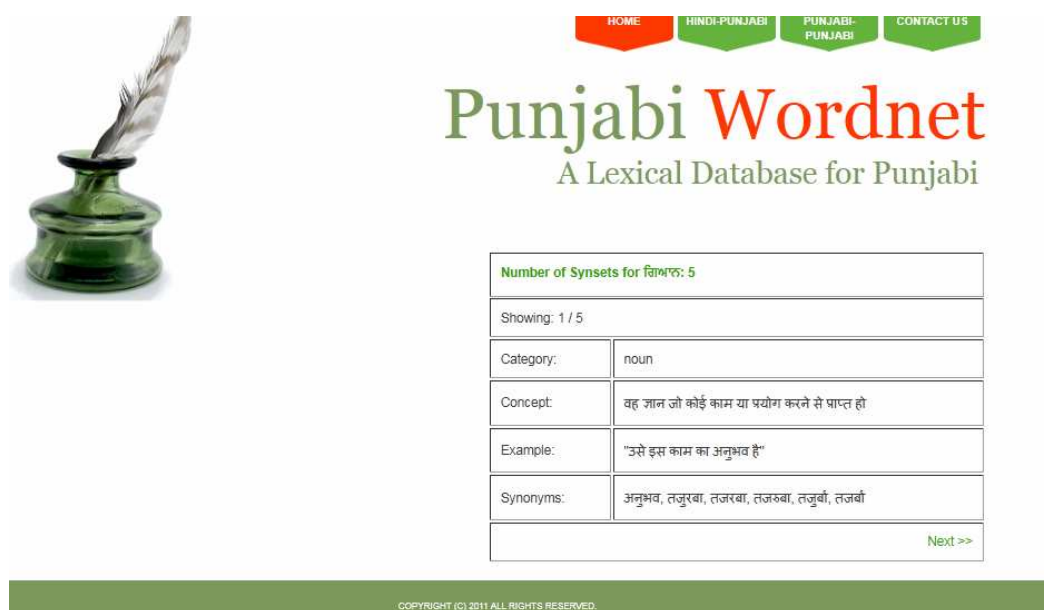 HOME HINDI-PUNJABI PUNJABI- CONTACT US
PUNJABI
Punjabi Wordnet
A Lexical Database for Punjabi
Number of Synsets for ਗਿਆਨ: 5
Showing: 1 / 5
Category: noun
Concept: वह ज्ञान जो कोई काम या प्रयोग करने से प्राप्त हो
Example: "उसे इस काम का अनुभव है"
Synonyms: अनुभव, तजुरबा, तजरबा, तजरुबा, तजुर्बा, तजर्बा
Next >>
COPYRIGHT (C) 2011 ALL RIGHTS RESERVED.